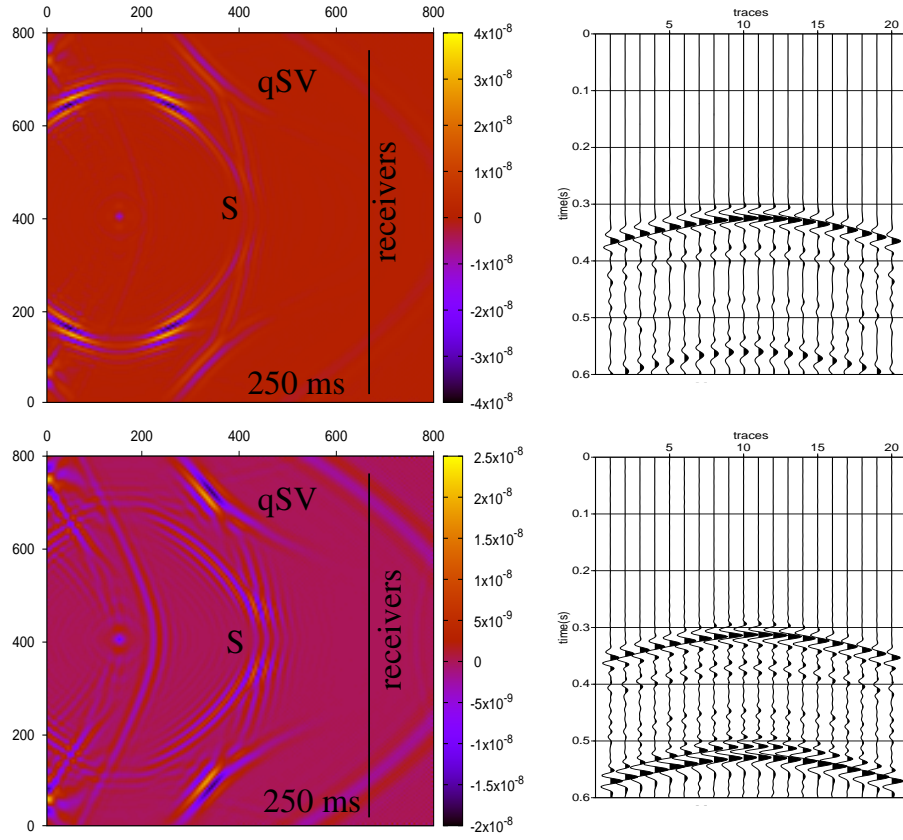 0 200 400 600 800
800
600
400
200
0
qSV
S
receivers
250 ms
4x10-8
3x10-8
2x10-8
1x10-8
0
-1x10-8
-2x10-8
-3x10-8
-4x10-8
traces
5 10 15 20
time(s)
0
0.1
0.2
0.3
0.4
0.5
0.6
0 200 400 600 800
800
600
400
200
0
qSV
S
receivers
250 ms
2.5x10-8
2x10-8
1.5x10-8
1x10-8
5x10-9
0
-5x10-9
-1x10-8
-1.5x10-8
-2x10-8
traces
5 10 15 20
time(s)
0
0.1
0.2
0.3
0.4
0.5
0.6